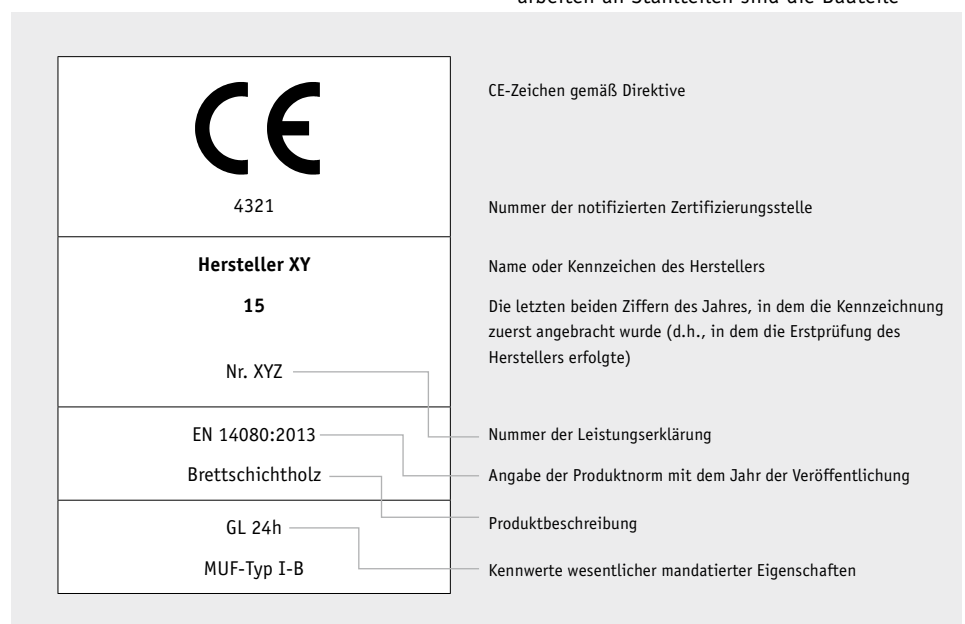 arbeiten an Stahlteilen sind die Bauteile
CE
4321
Hersteller XY
15
Nr. XYZ
EN 14080:2013
Brettschichtholz
GL 24h
MUF-Typ I-B
CE-Zeichen gemäß Direktive
Nummer der notifizierten Zertifizierungsstelle
Name oder Kennzeichen des Herstellers
Die letzten beiden Ziffern des Jahres, in dem die Kennzeichnung
zuerst angebracht wurde (d.h., in dem die Erstprüfung des
Herstellers erfolgte)
Nummer der Leistungserklärung
Angabe der Produktnorm mit dem Jahr der Veröffentlichung
Produktbeschreibung
Kennwerte wesentlicher mandatierter Eigenschaften